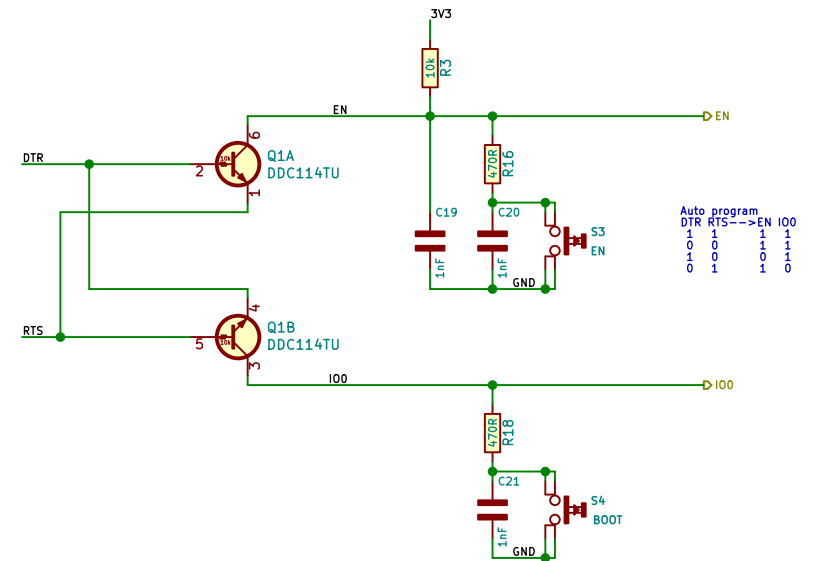 3V3
10k
R3
EN
EN
6
DTR
10k
Q1A
2
DDC114TU
1
470R
R16
C19
C20
S3
EN
1nF
1nF
GND
Auto program
DTR RTS-->EN IO0
1 1 1 1
0 0 1 1
1 0 0 1
0 1 1 0
4
RTS
Q1B
5
10k
DDC114TU
3
IO0
IO0
470R
R18
C21
S4
BOOT
1nF
GND